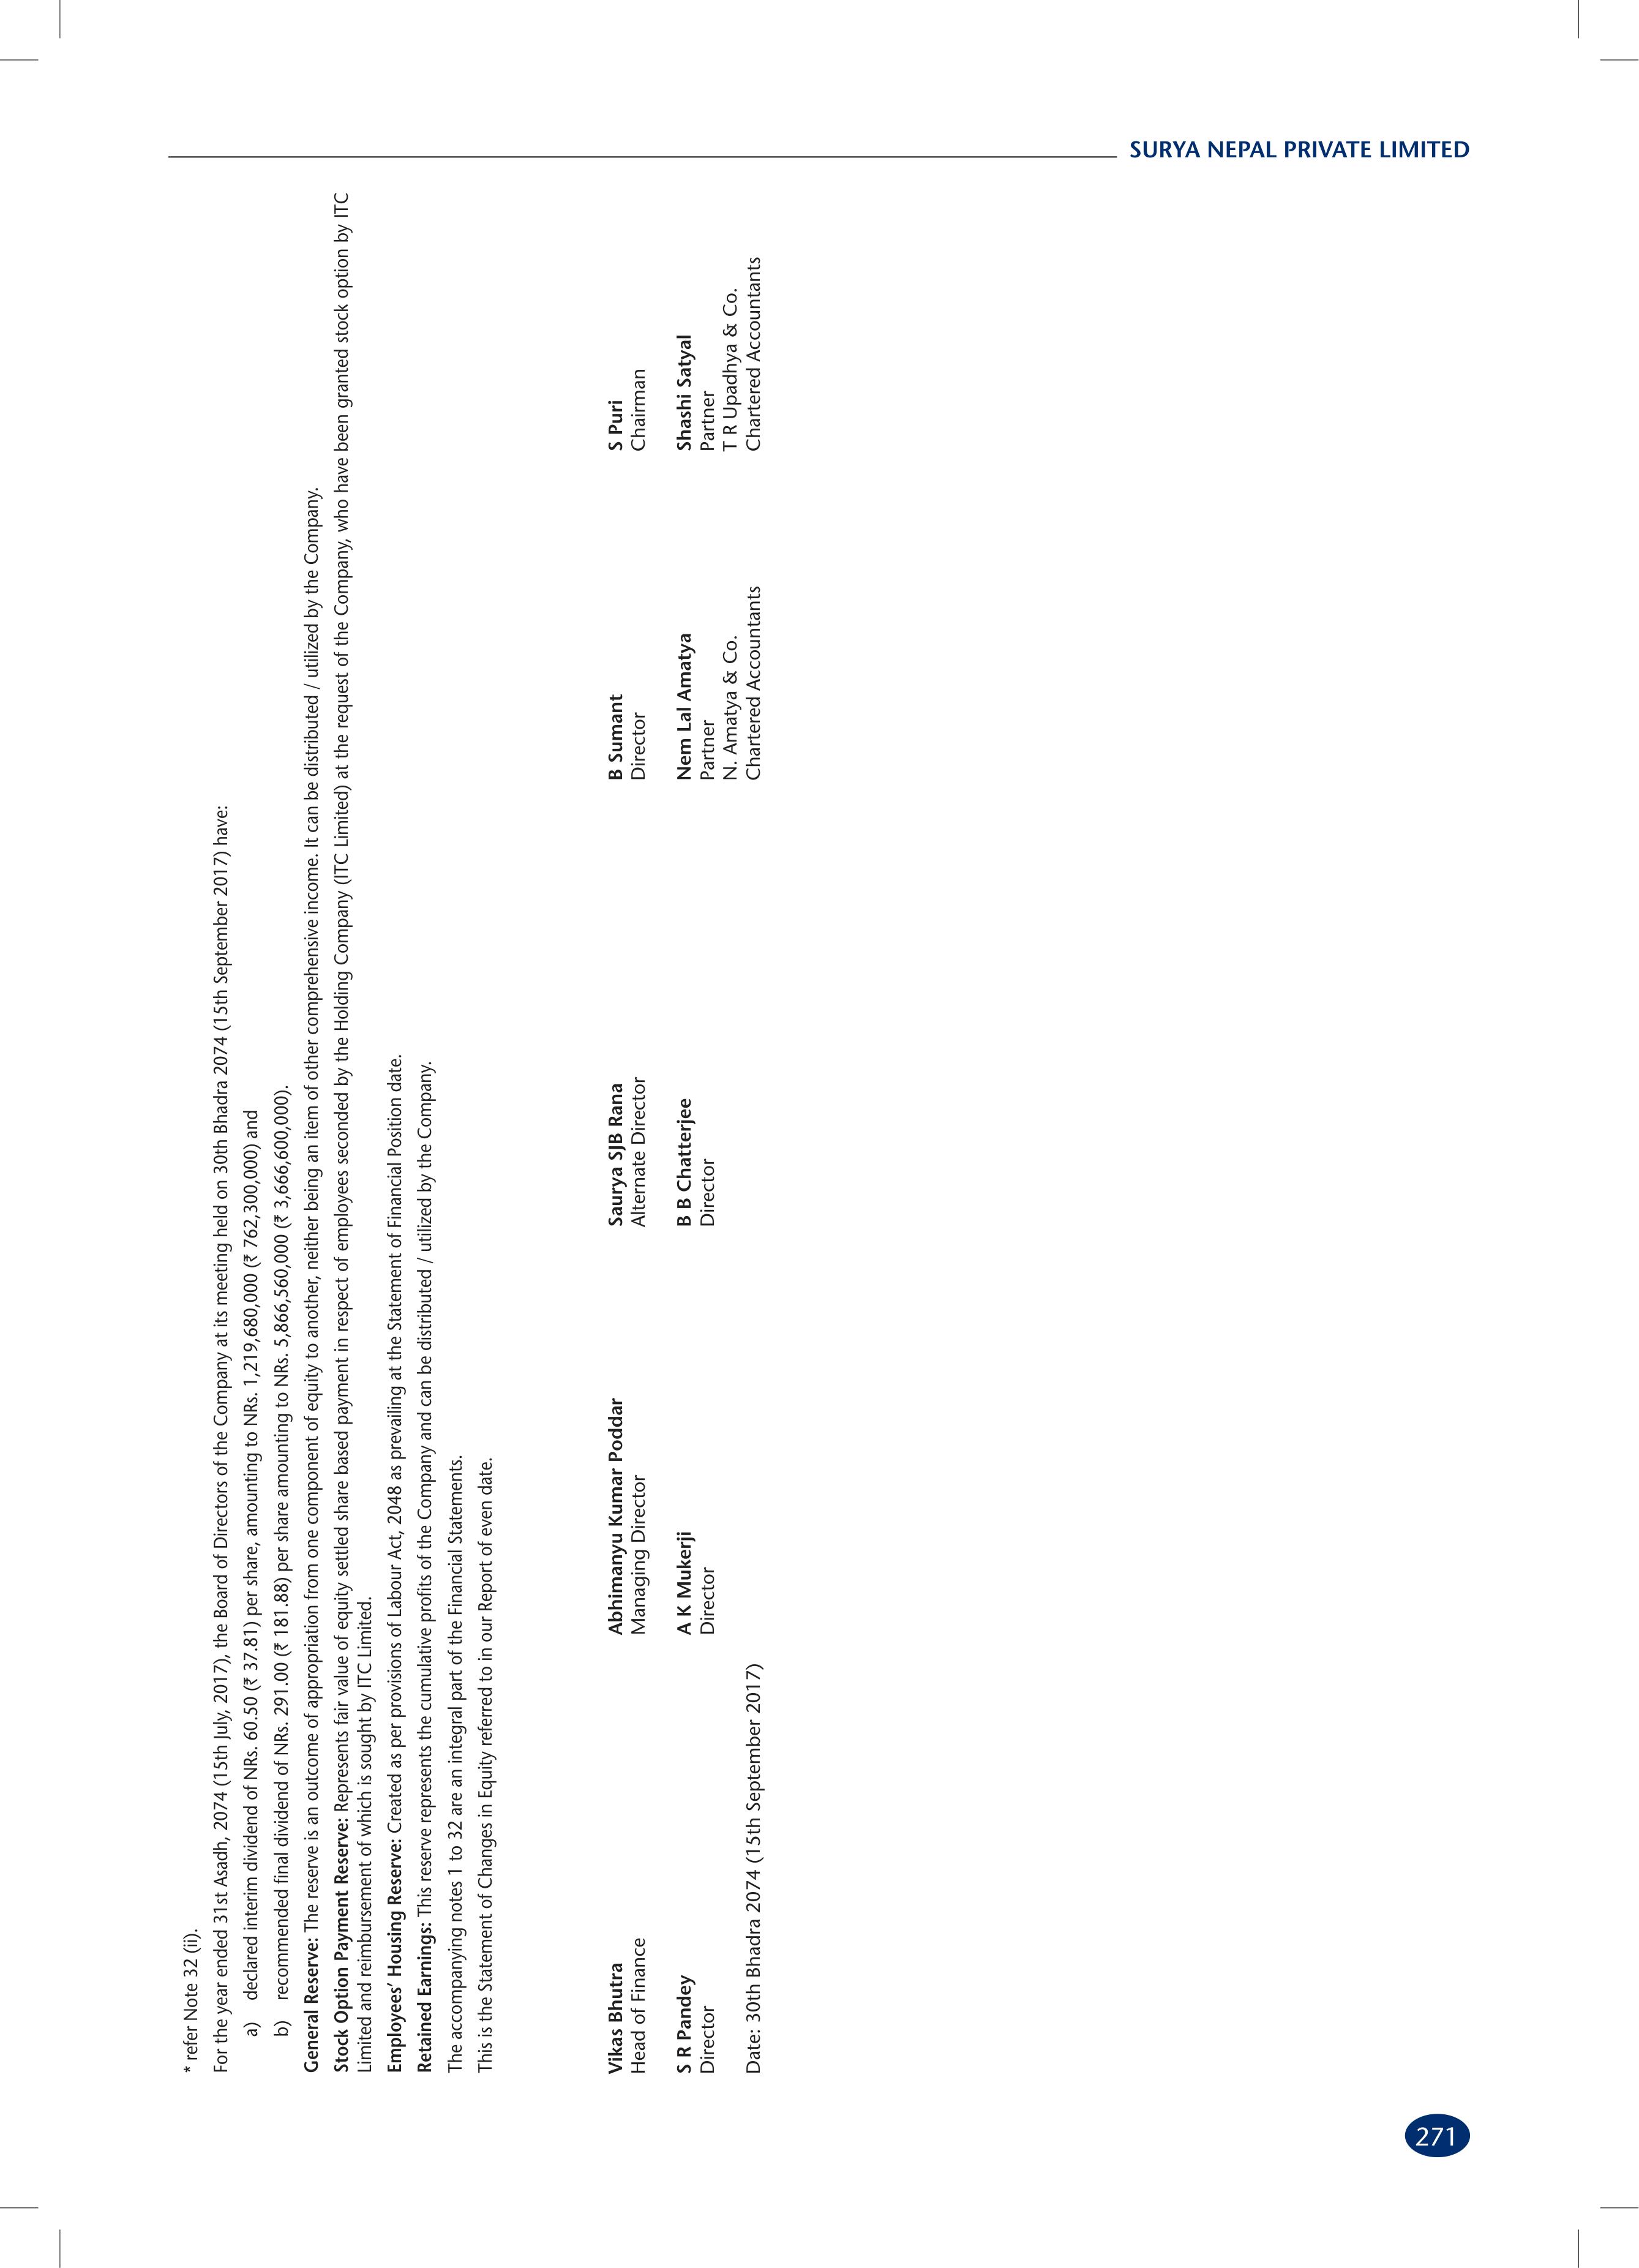 SURYA NEPAL PRIVATE LIMITED
* refer Note 32 (ii).
For the year ended 31st Asadh, 2074 (15th July, 2017), the Board of Directors of the Company at its meeting held on 30th Bhadra 2074 (15th September 2017) have:
a) declared interim dividend of NRs. 60.50 (₹ 37.81) per share, amounting to NRs. 1,219,680,000 (₹ 762,300,000) and
b) recommended final dividend of NRs. 291.00 (₹ 181.88) per share amounting to NRs. 5,866,560,000 (₹ 3,666,600,000).
General Reserve: The reserve is an outcome of appropriation from one component of equity to another, neither being an item of other comprehensive income. It can be distributed / utilized by the Company.
Stock Option Payment Reserve: Represents fair value of equity settled share based payment in respect of employees seconded by the Holding Company (ITC Limited) at the request of the Company, who have been granted stock option by ITC
Limited and reimbursement of which is sought by ITC Limited.
Employees' Housing Reserve: Created as per provisions of Labour Act, 2048 as prevailing at the Statement of Financial Position date.
Retained Earnings: This reserve represents the cumulative profits of the Company and can be distributed / utilized by the Company.
The accompanying notes 1 to 32 are an integral part of the Financial Statements.
This is the Statement of Changes in Equity referred to in our Report of even date.
Vikas Bhutra
Head of Finance
Abhimanyu Kumar Poddar
Managing Director
Saurya SJB Rana
Alternate Director
B Sumant
Director
S Puri
Chairman
S R Pandey
Director
A K Mukerji
Director
B B Chatterjee
Director
Nem Lal Amatya
Partner
N. Amatya & Co.
Chartered Accountants
Shashi Satyal
Partner
T R Upadhya & Co.
Chartered Accountants
Date: 30th Bhadra 2074 (15th September 2017)
271